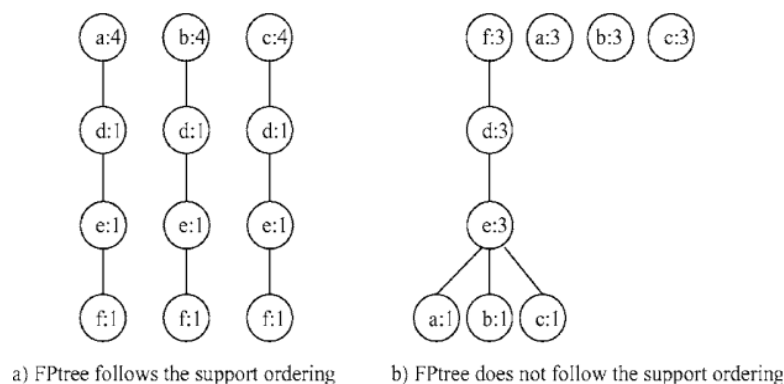 a:4 b:4 c:4 f:3 a:3 b:3 c:3
d:1 d:1 d:1 d:3
e:1 e:1 e:1 e:3
f:1 f:1 f:1 a:1 b:1 c:1
a) FPtree follows the support ordering
b) FPtree does not follow the support ordering